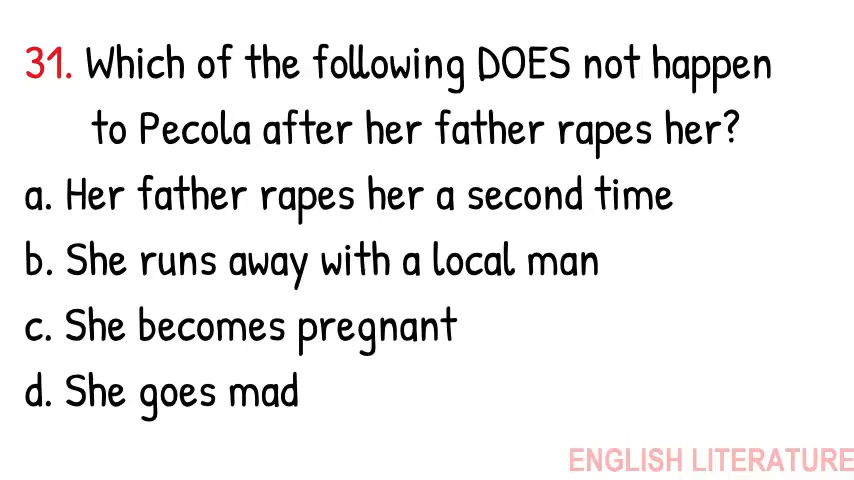 31. Which of the following DOES not happen
to Pecola after her father rapes her?
a. Her father rapes her a second time
b. She runs away with a local man
c. She becomes pregnant
d. She goes mad
ENGLISH LITERATURE